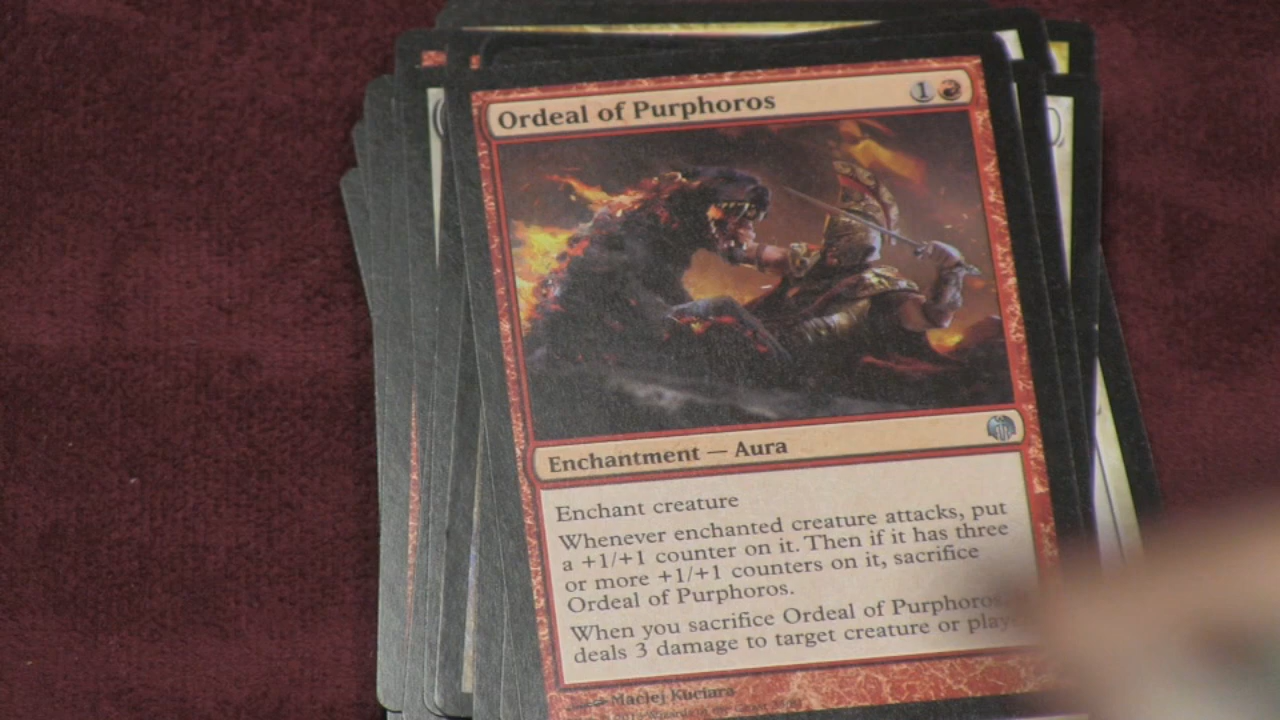 Ordeal of Purphoros 1
Enchantment — Aura
Enchant creature
Whenever enchanted creature attacks, put
a +1/+1 counter on it. Then if it has three
or more +1/+1 counters on it, sacrifice
Ordeal of Purphoros.
When you sacrifice Ordeal of Purphoros
deals 3 damage to target creature or play
Maciej Kuciara